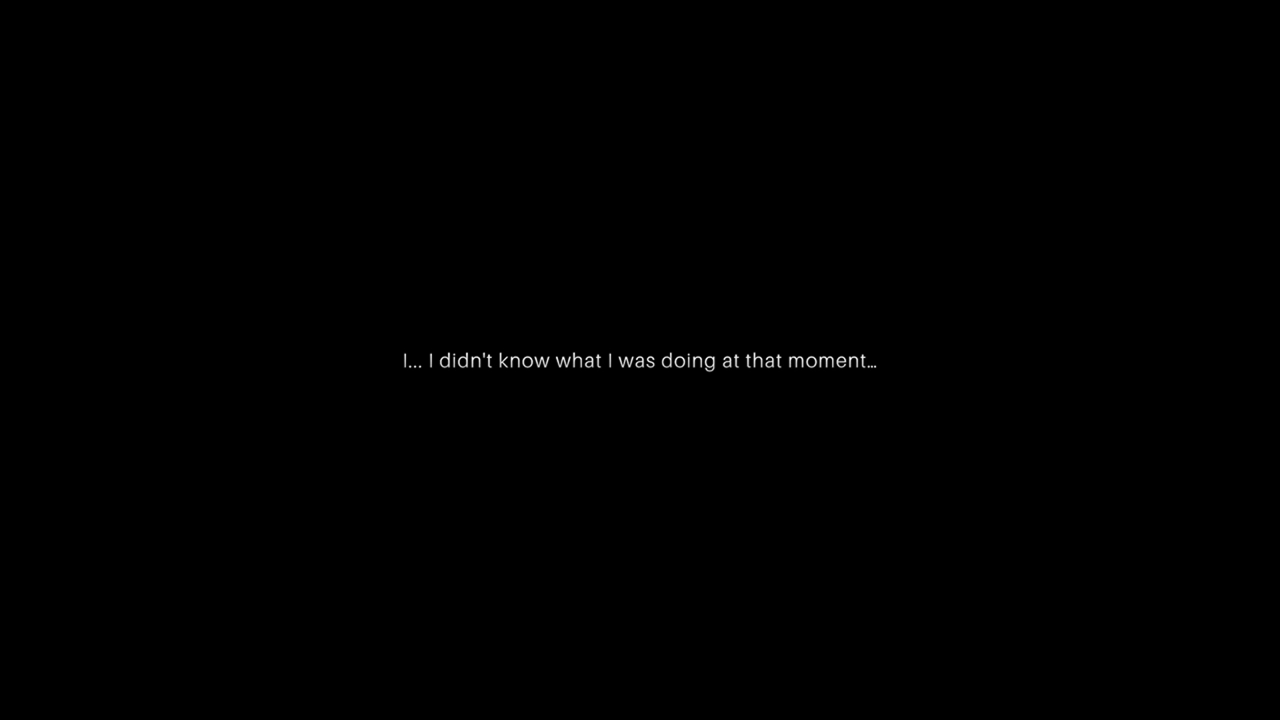 I... I didn't know what I was doing at that moment…